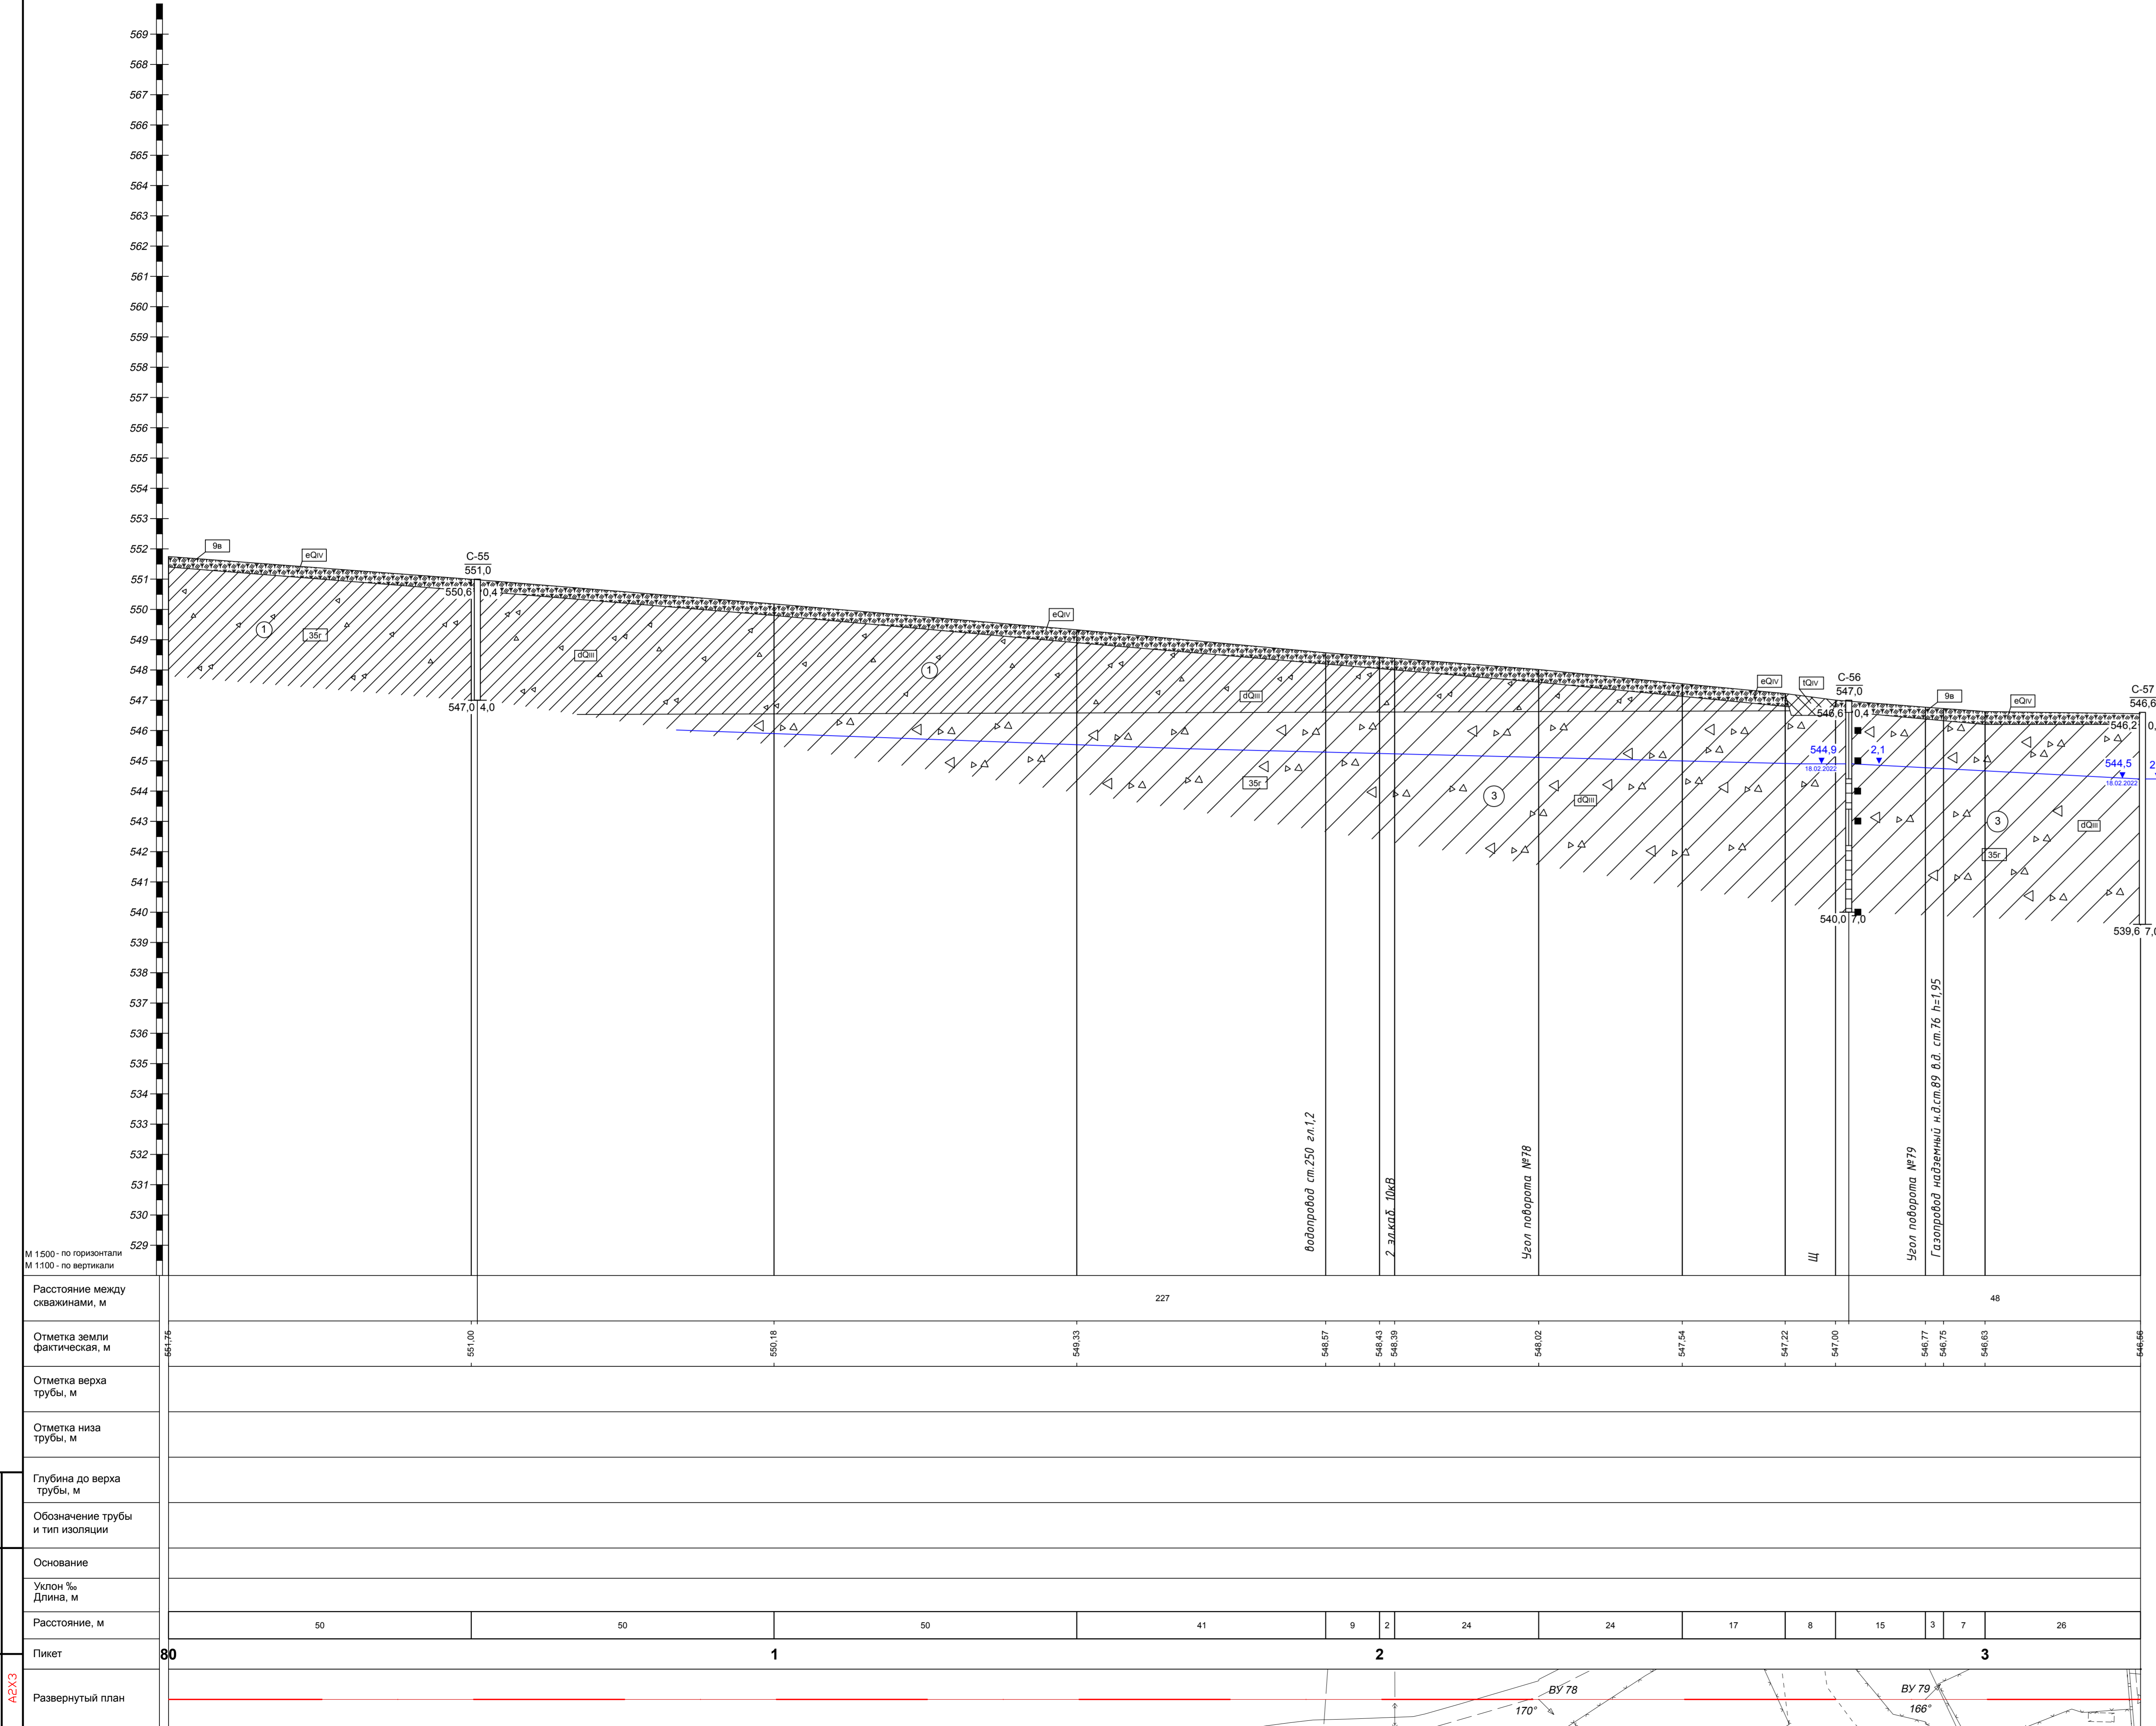 569
568
567
566
565
564
563
562
561
560
559
558
557
556
555
554
553
552
551
550
549
548
547
546
545
544
543
542
541
540
539
538
537
536
535
534
533
532
531
530
529
9в
eQIV
С-55
551,0
550,6 0,4
1
35г
dQIII
547,0 4,0
eQIV
1
dQIII
35г
3
dQIII
eQIV
tQIV
С-56
547,0
546,6 0,4
544,9 2,1
18.02.2022
540,0 7,0
9в
eQIV
С-57
546,6
546,2 0,
544,5 2
18.02.2022
3
dQIII
35г
539,6 7,0
водопровод ст.250 гл.1,2
2 эл.каб. 10кВ
Угол поворота №78
Щ
Угол поворота №79
Газопровод надземный н.д.ст.89 в.д. ст.76 h=1,95
М 1:500 - по горизонтали
М 1:100 - по вертикали
Расстояние между
скважинами, м
227 48
Отметка земли
фактическая, м
551,76 551,00 550,18 549,33 548,57 548,43 548,39 548,02 547,54 547,22 547,00 546,77 546,75 546,63 546,56
Отметка верха
трубы, м
Отметка низа
трубы, м
Глубина до верха
трубы, м
Обозначение трубы
и тип изоляции
Основание
Уклон ‰
Длина, м
Расстояние, м 50 50 50 41 9 2 24 24 17 8 15 3 7 26
Пикет 80 1 2 3
Развернутый план
ВУ 78
170°
ВУ 79
166°
А2Х3